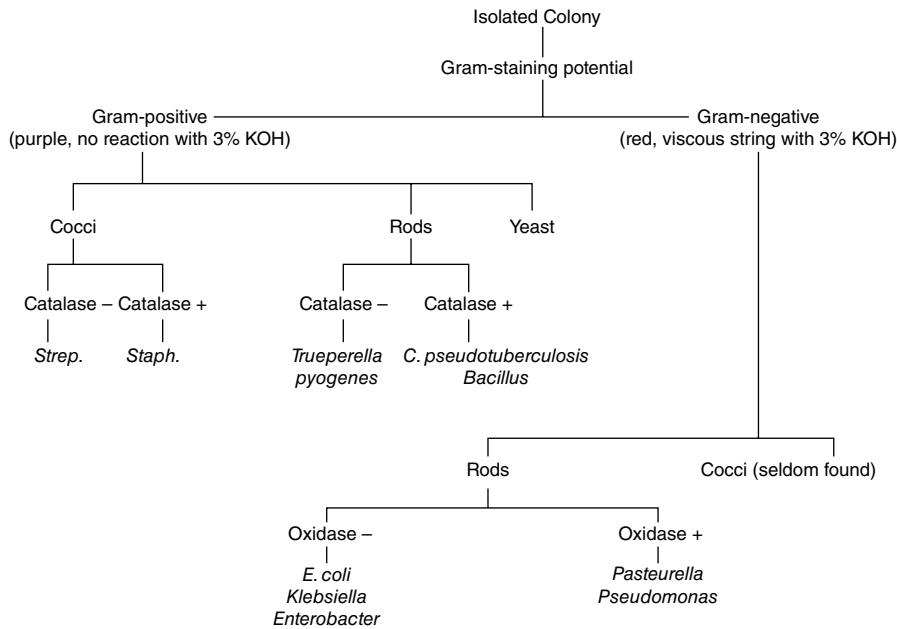 Isolated Colony
Gram-staining potential
Gram-positive
(purple, no reaction with 3% KOH)
Gram-negative
(red, viscous string with 3% KOH)
Cocci
Rods
Yeast
Catalase –
Catalase +
Catalase –
Catalase +
Strep.
Staph.
Trueperella
pyogenes
C. pseudotuberculosis
Bacillus
Rods
Cocci (seldom found)
Oxidase –
Oxidase +
E. coli
Klebsiella
Enterobacter
Pasteurella
Pseudomonas